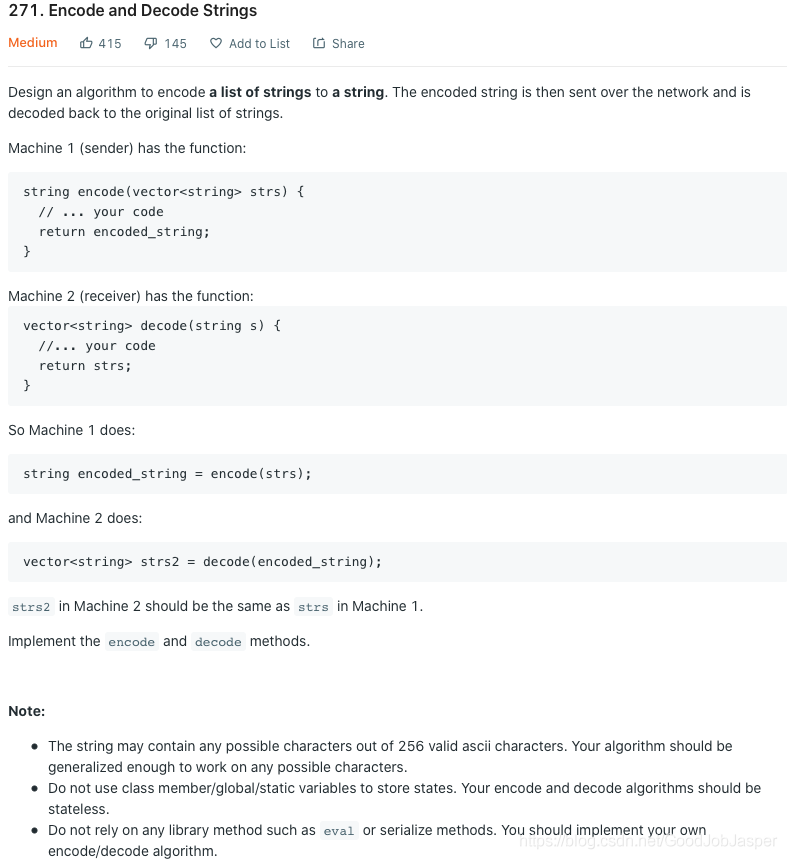 271. Encode and Decode Strings
Medium 415 145 Add to List Share
Design an algorithm to encode a list of strings to a string. The encoded string is then sent over the network and is
decoded back to the original list of strings.
Machine 1 (sender) has the function:
string encode(vector<string> strs) {
  // ... your code
  return encoded_string;
}
Machine 2 (receiver) has the function:
vector<string> decode(string s) {
  //... your code
  return strs;
}
So Machine 1 does:
string encoded_string = encode(strs);
and Machine 2 does:
vector<string> strs2 = decode(encoded_string);
strs2 in Machine 2 should be the same as strs in Machine 1.
Implement the encode and decode methods.
Note:
• The string may contain any possible characters out of 256 valid ascii characters. Your algorithm should be
generalized enough to work on any possible characters.
• Do not use class member/global/static variables to store states. Your encode and decode algorithms should be
stateless.
• Do not rely on any library method such as eval or serialize methods. You should implement your own
encode/decode algorithm.
https://blog.csdn.net/GoodJobJasper